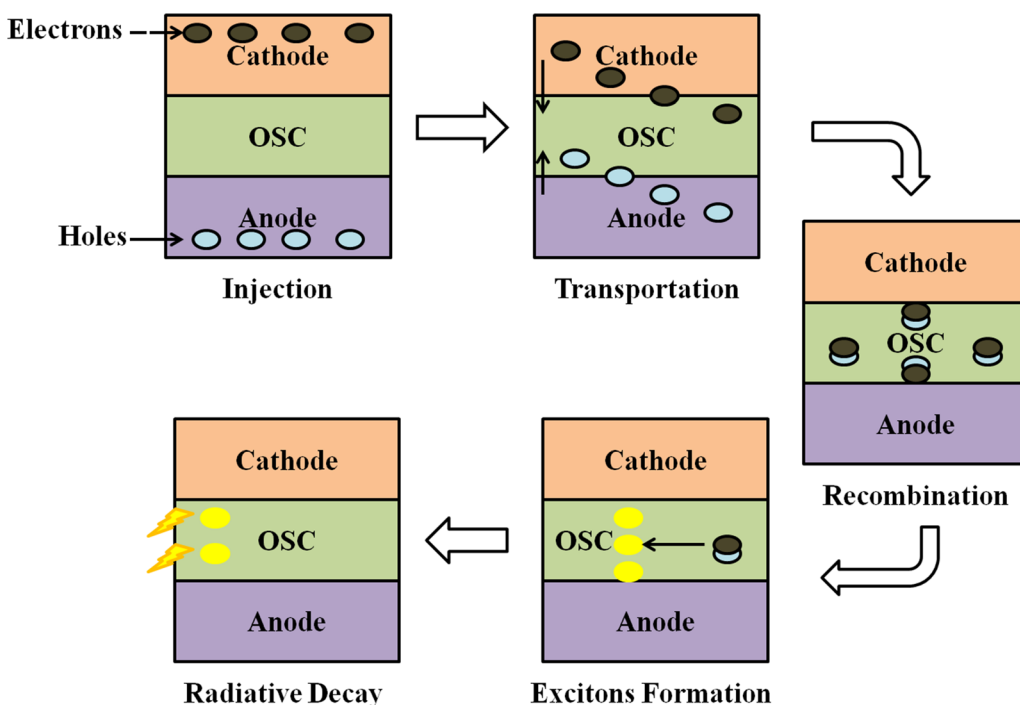 Electrons
Cathode
OSC
Anode
Holes
Injection
Cathode
OSC
Anode
Transportation
Cathode
OSC
Anode
Recombination
Cathode
OSC
Anode
Excitons Formation
Cathode
OSC
Anode
Radiative Decay